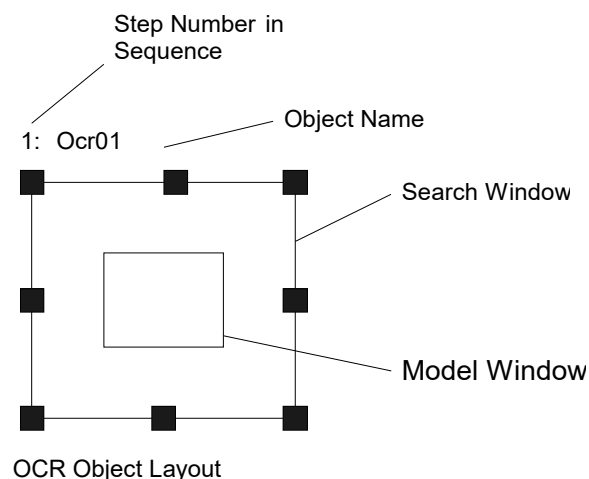 Step Number in
Sequence
1: Ocr01
Object Name
Search Window
Model Window
OCR Object Layout